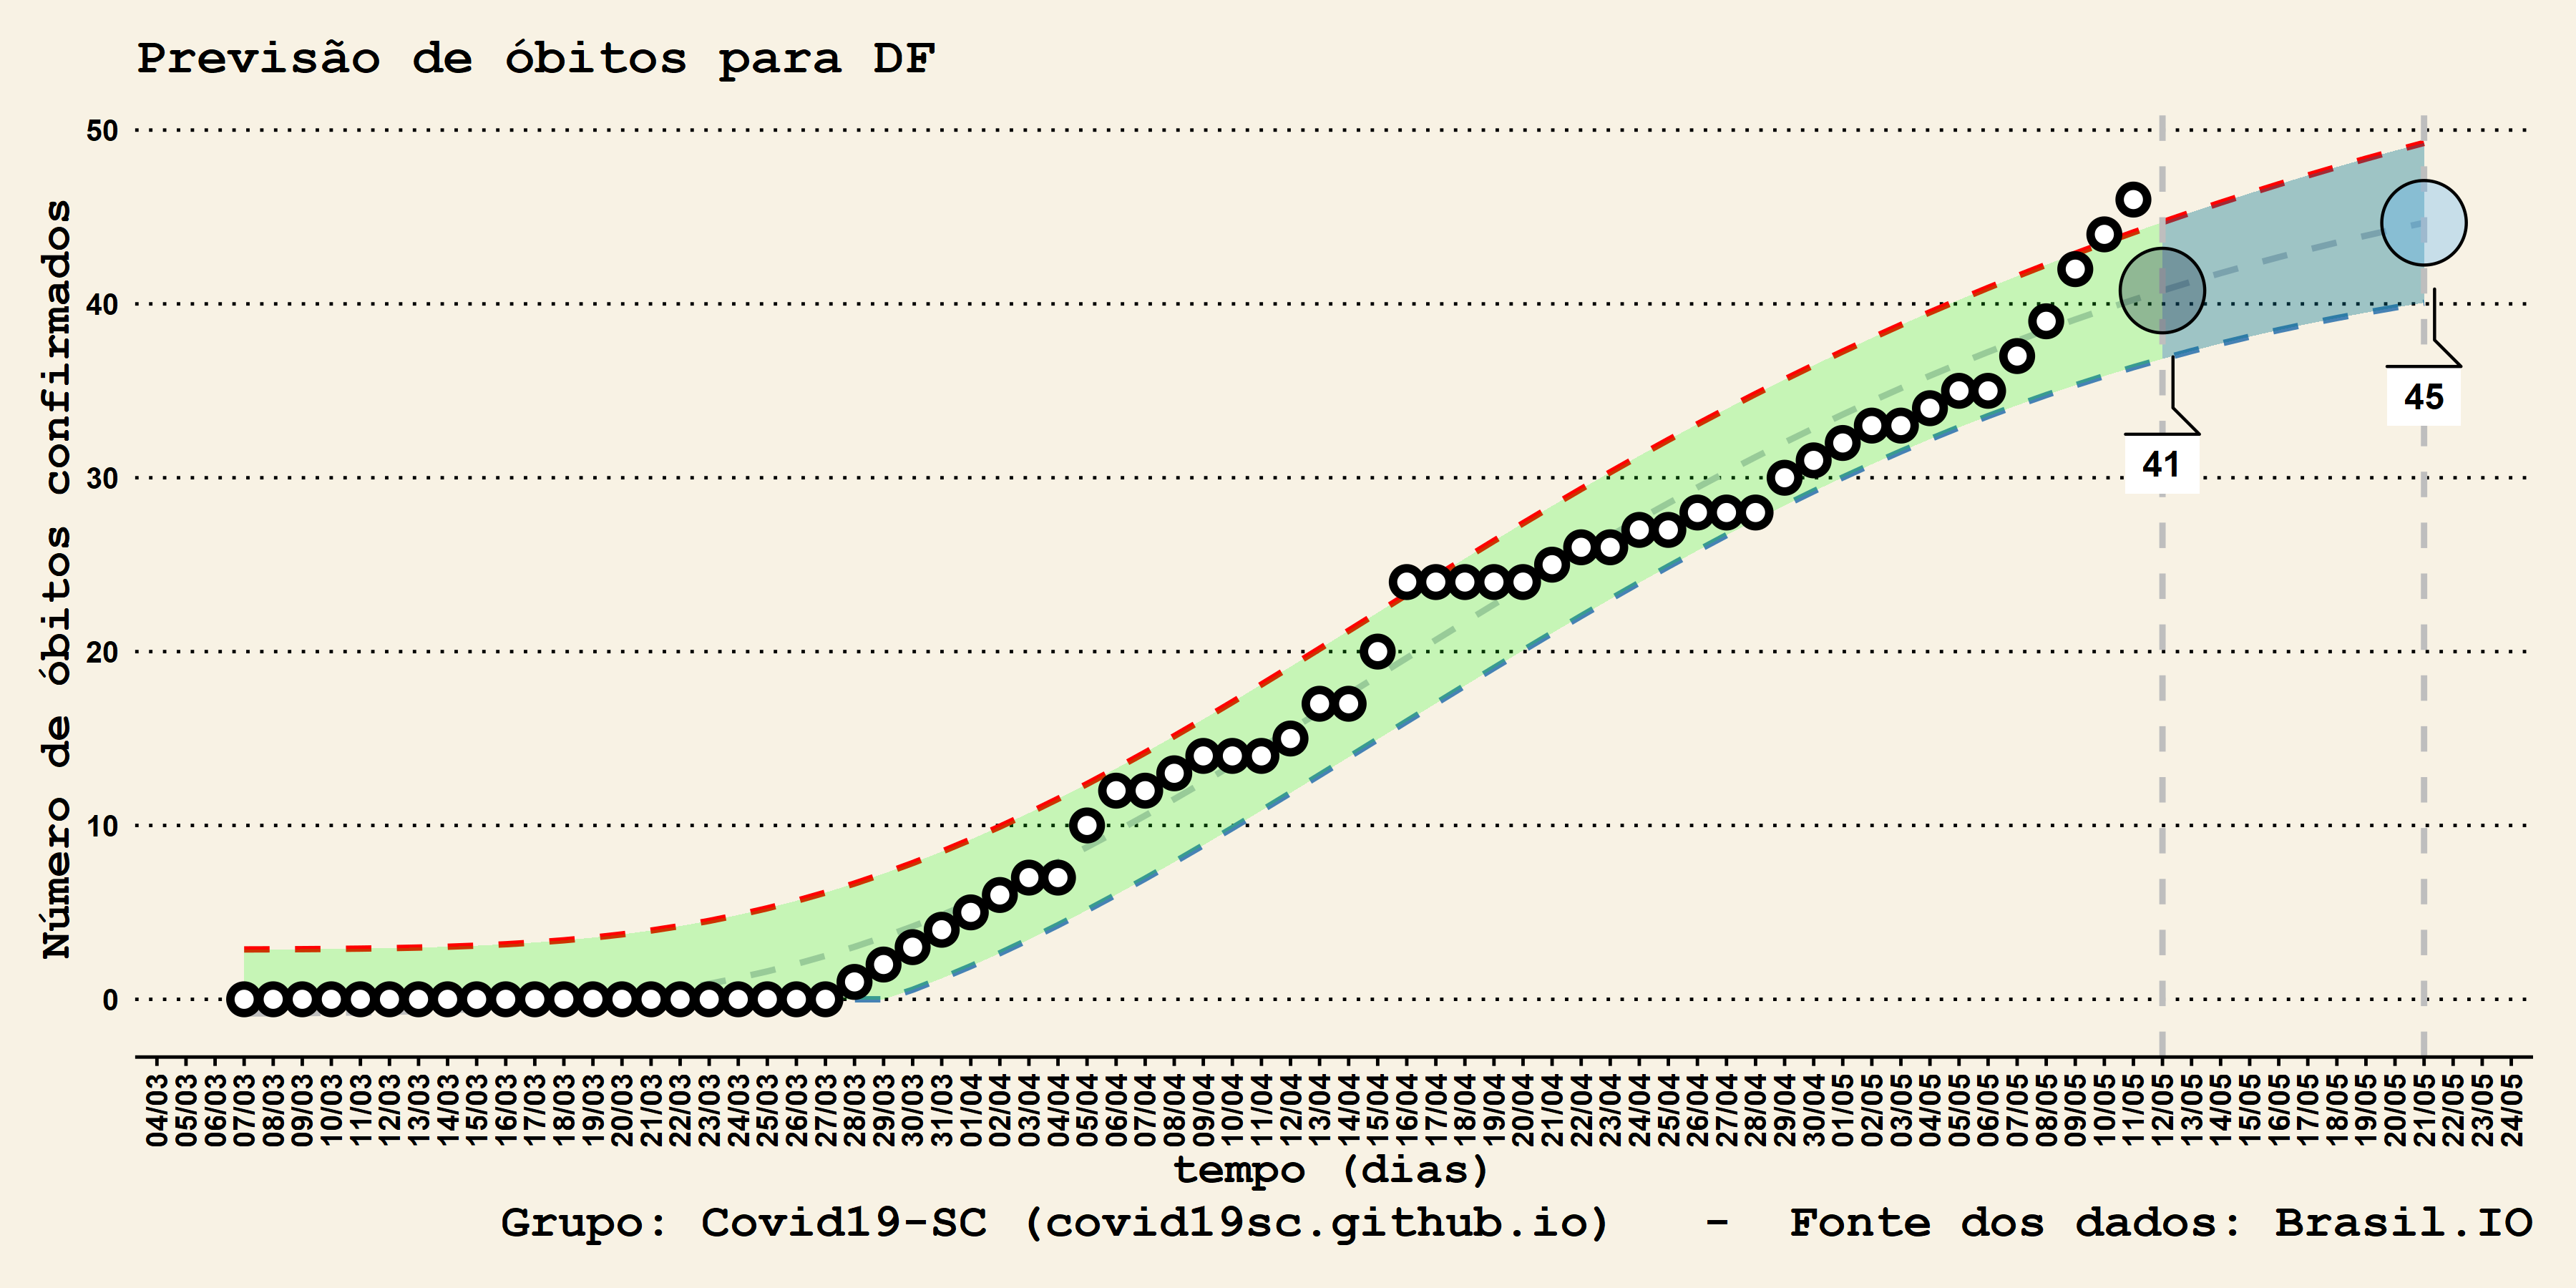 Previsão de óbitos para DF
Número de óbitos confirmados
50
40
30
20
10
0
45
41
04/03 05/03 06/03 07/03 08/03 09/03 10/03 11/03 12/03 13/03 14/03 15/03 16/03 17/03 18/03 19/03 20/03 21/03 22/03 23/03 24/03 25/03 26/03 27/03 28/03 29/03 30/03 31/03 01/04 02/04 03/04 04/04 05/04 06/04 07/04 08/04 09/04 10/04 11/04 12/04 13/04 14/04 15/04 16/04 17/04 18/04 19/04 20/04 21/04 22/04 23/04 24/04 25/04 26/04 27/04 28/04 29/04 30/04 01/05 02/05 03/05 04/05 05/05 06/05 07/05 08/05 09/05 10/05 11/05 12/05 13/05 14/05 15/05 16/05 17/05 18/05 19/05 20/05 21/05 22/05 23/05 24/05
tempo (dias)
Grupo: Covid19-SC (covid19sc.github.io) - Fonte dos dados: Brasil.IO